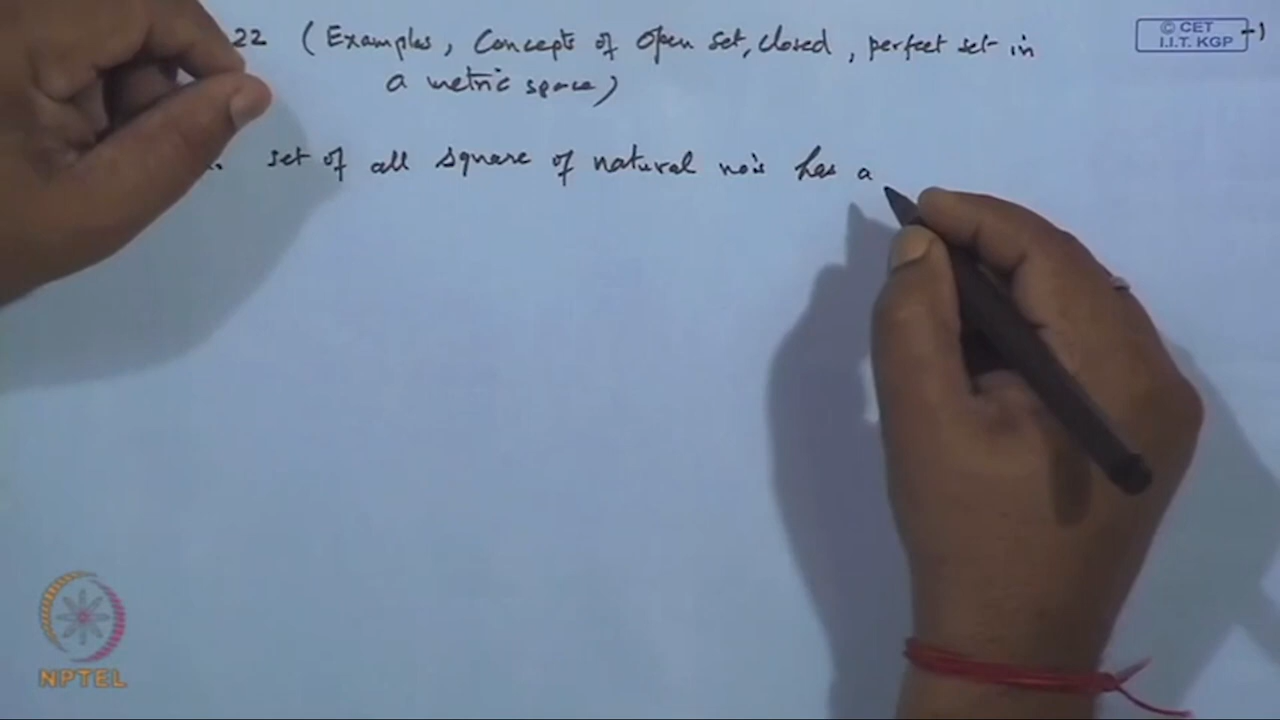 22 (Examples, Concepts of Open set, closed, perfect set in
a metric space)
© CET
I.I.T. KGP
-1
set of all square of natural no's has a
NPTEL